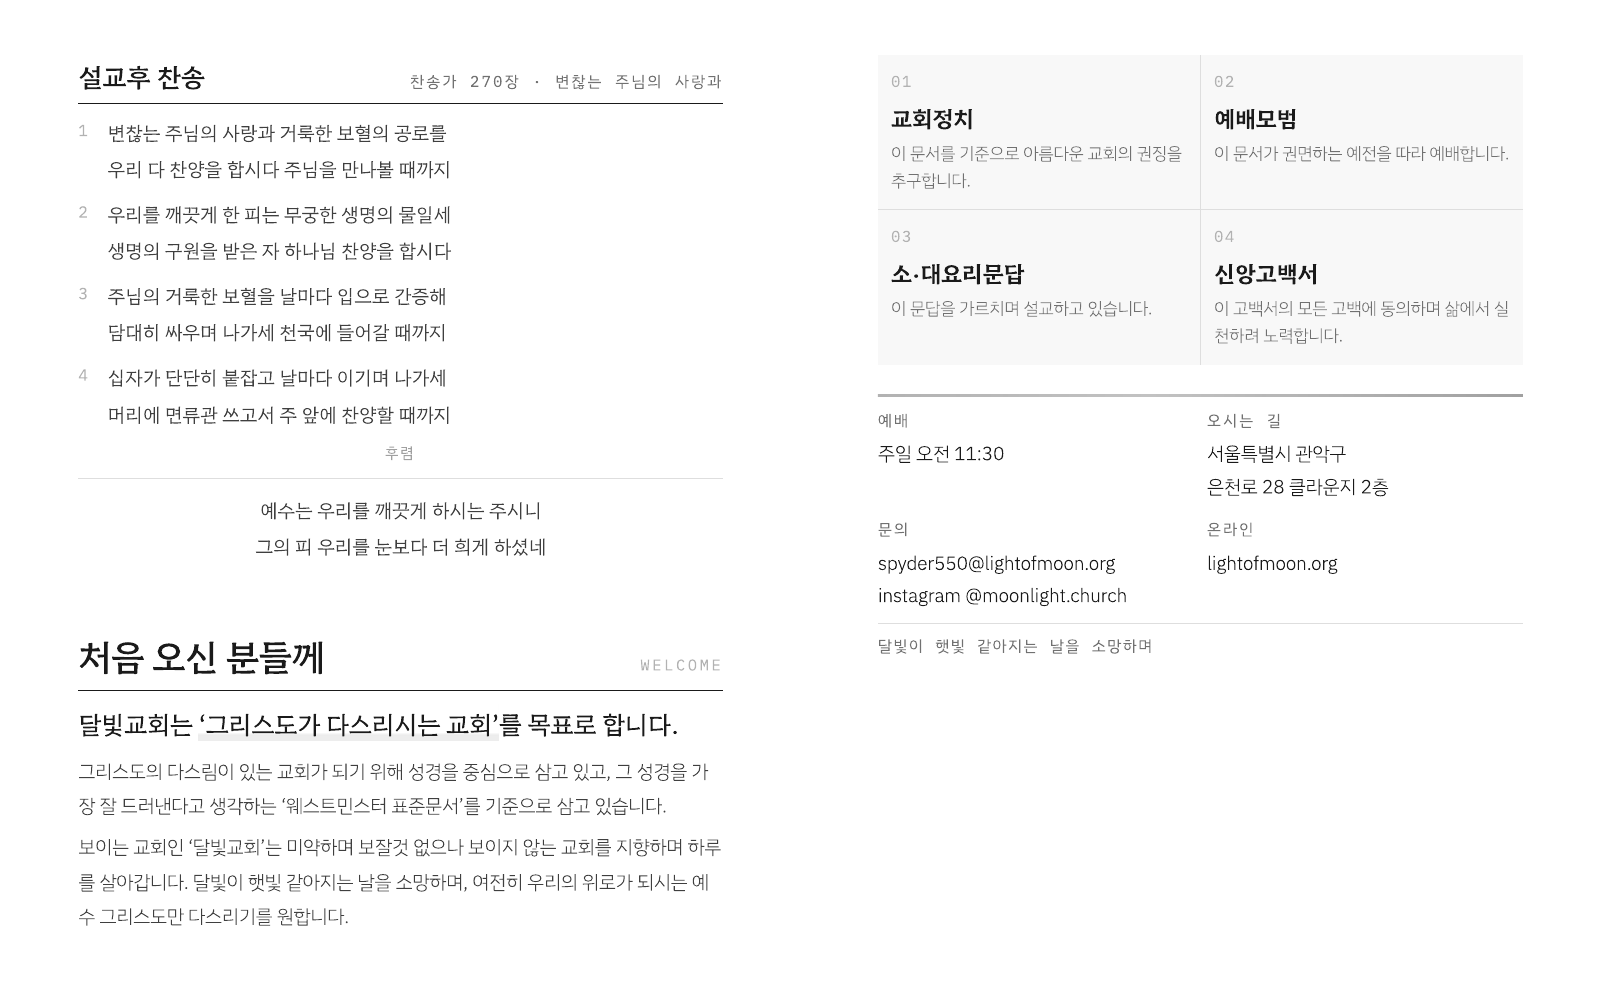 설교후 찬송
찬송가 270장 · 변찮는 주님의 사랑과
1 변찮는 주님의 사랑과 거룩한 보혈의 공로를
우리 다 찬양을 합시다 주님을 만나볼 때까지
2 우리를 깨끗게 한 피는 무궁한 생명의 물일세
생명의 구원을 받은 자 하나님 찬양을 합시다
3 주님의 거룩한 보혈을 날마다 입으로 간증해
담대히 싸우며 나가세 천국에 들어갈 때까지
4 십자가 단단히 붙잡고 날마다 이기며 나가세
머리에 면류관 쓰고서 주 앞에 찬양할 때까지
후렴
예수는 우리를 깨끗게 하시는 주시니
그의 피 우리를 눈보다 더 희게 하셨네
처음 오신 분들께
WELCOME
달빛교회는 ‘그리스도가 다스리시는 교회’를 목표로 합니다.
그리스도의 다스림이 있는 교회가 되기 위해 성경을 중심으로 삼고 있고, 그 성경을 가
장 잘 드러낸다고 생각하는 ‘웨스트민스터 표준문서’를 기준으로 삼고 있습니다.
보이는 교회인 ‘달빛교회’는 미약하며 보잘것 없으나 보이지 않는 교회를 지향하며 하루
를 살아갑니다. 달빛이 햇빛 같아지는 날을 소망하며, 여전히 우리의 위로가 되시는 예
수 그리스도만 다스리기를 원합니다.
01
교회정치
이 문서를 기준으로 아름다운 교회의 권징을
추구합니다.
02
예배모범
이 문서가 권면하는 예전을 따라 예배합니다.
03
소·대요리문답
이 문답을 가르치며 설교하고 있습니다.
04
신앙고백서
이 고백서의 모든 고백에 동의하며 삶에서 실
천하려 노력합니다.
예배
주일 오전 11:30
오시는 길
서울특별시 관악구
은천로 28 클라운지 2층
문의
spyder550@lightofmoon.org
instagram @moonlight.church
온라인
lightofmoon.org
달빛이 햇빛 같아지는 날을 소망하며